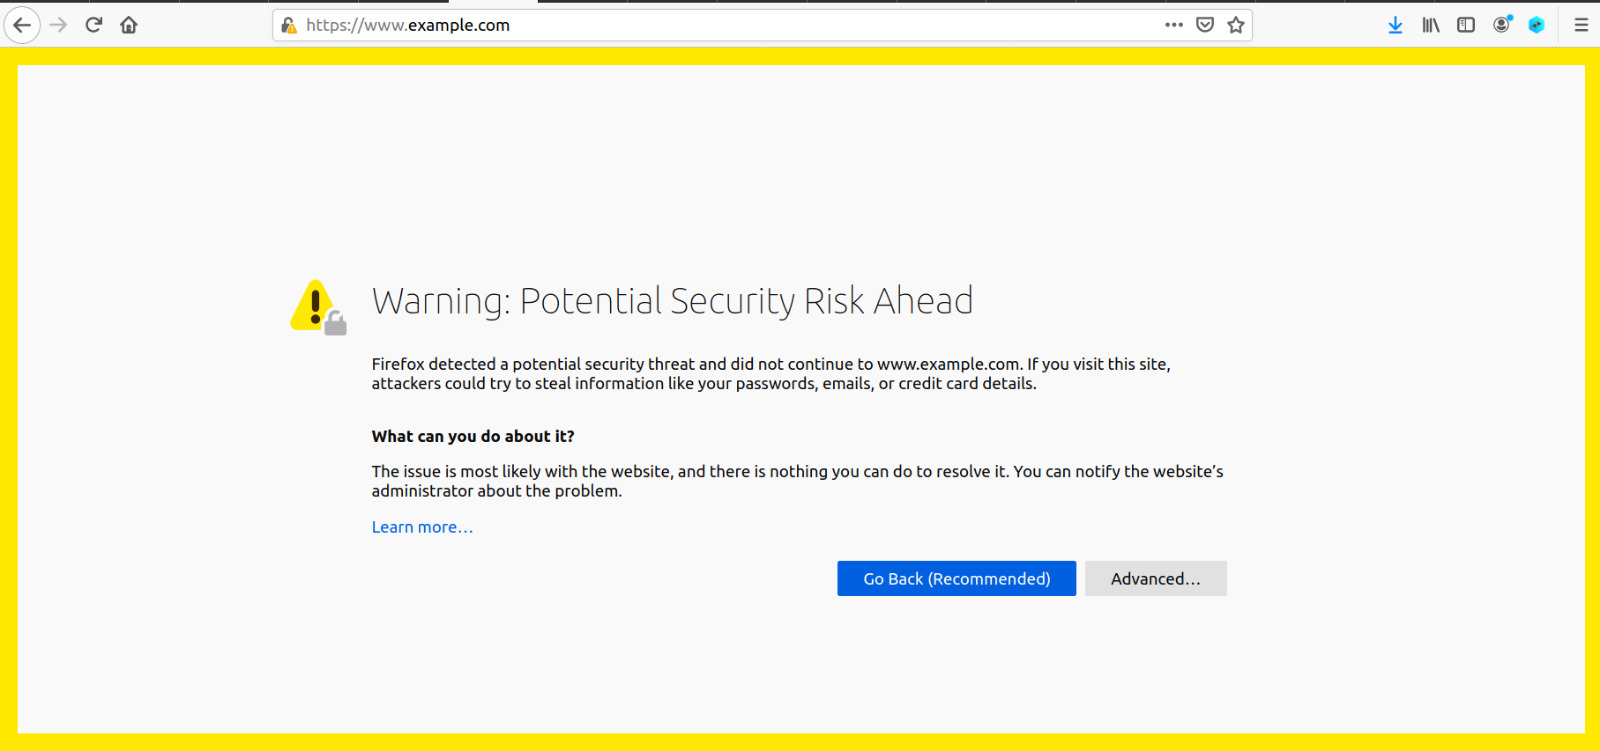 https://www.example.com
Warning: Potential Security Risk Ahead
Firefox detected a potential security threat and did not continue to www.example.com. If you visit this site,
attackers could try to steal information like your passwords, emails, or credit card details.
What can you do about it?
The issue is most likely with the website, and there is nothing you can do to resolve it. You can notify the website’s
administrator about the problem.
Learn more…
Go Back (Recommended) Advanced…